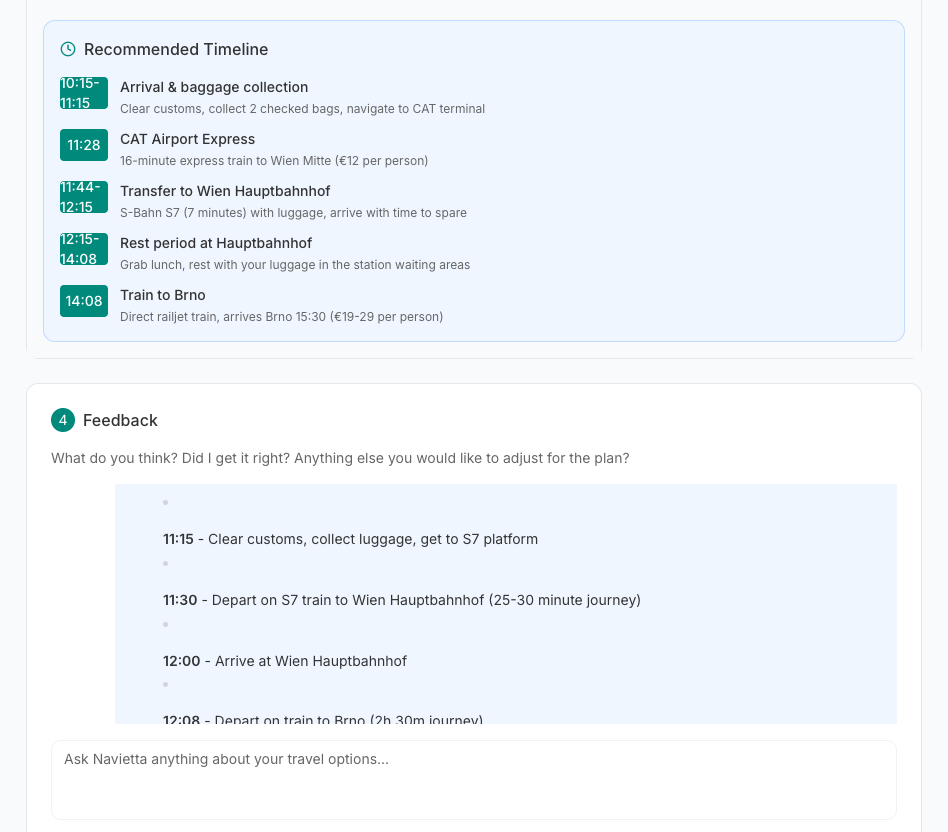 Recommended Timeline
10:15-
11:15
Arrival & baggage collection
Clear customs, collect 2 checked bags, navigate to CAT terminal
11:28
CAT Airport Express
16-minute express train to Wien Mitte (€12 per person)
11:44-
12:15
Transfer to Wien Hauptbahnhof
S-Bahn S7 (7 minutes) with luggage, arrive with time to spare
12:15-
14:08
Rest period at Hauptbahnhof
Grab lunch, rest with your luggage in the station waiting areas
14:08
Train to Brno
Direct railjet train, arrives Brno 15:30 (€19-29 per person)
4 Feedback
What do you think? Did I get it right? Anything else you would like to adjust for the plan?
11:15 - Clear customs, collect luggage, get to S7 platform
11:30 - Depart on S7 train to Wien Hauptbahnhof (25-30 minute journey)
12:00 - Arrive at Wien Hauptbahnhof
12:08 - Depart on train to Brno (2h 30m journey)
Ask Navietta anything about your travel options...